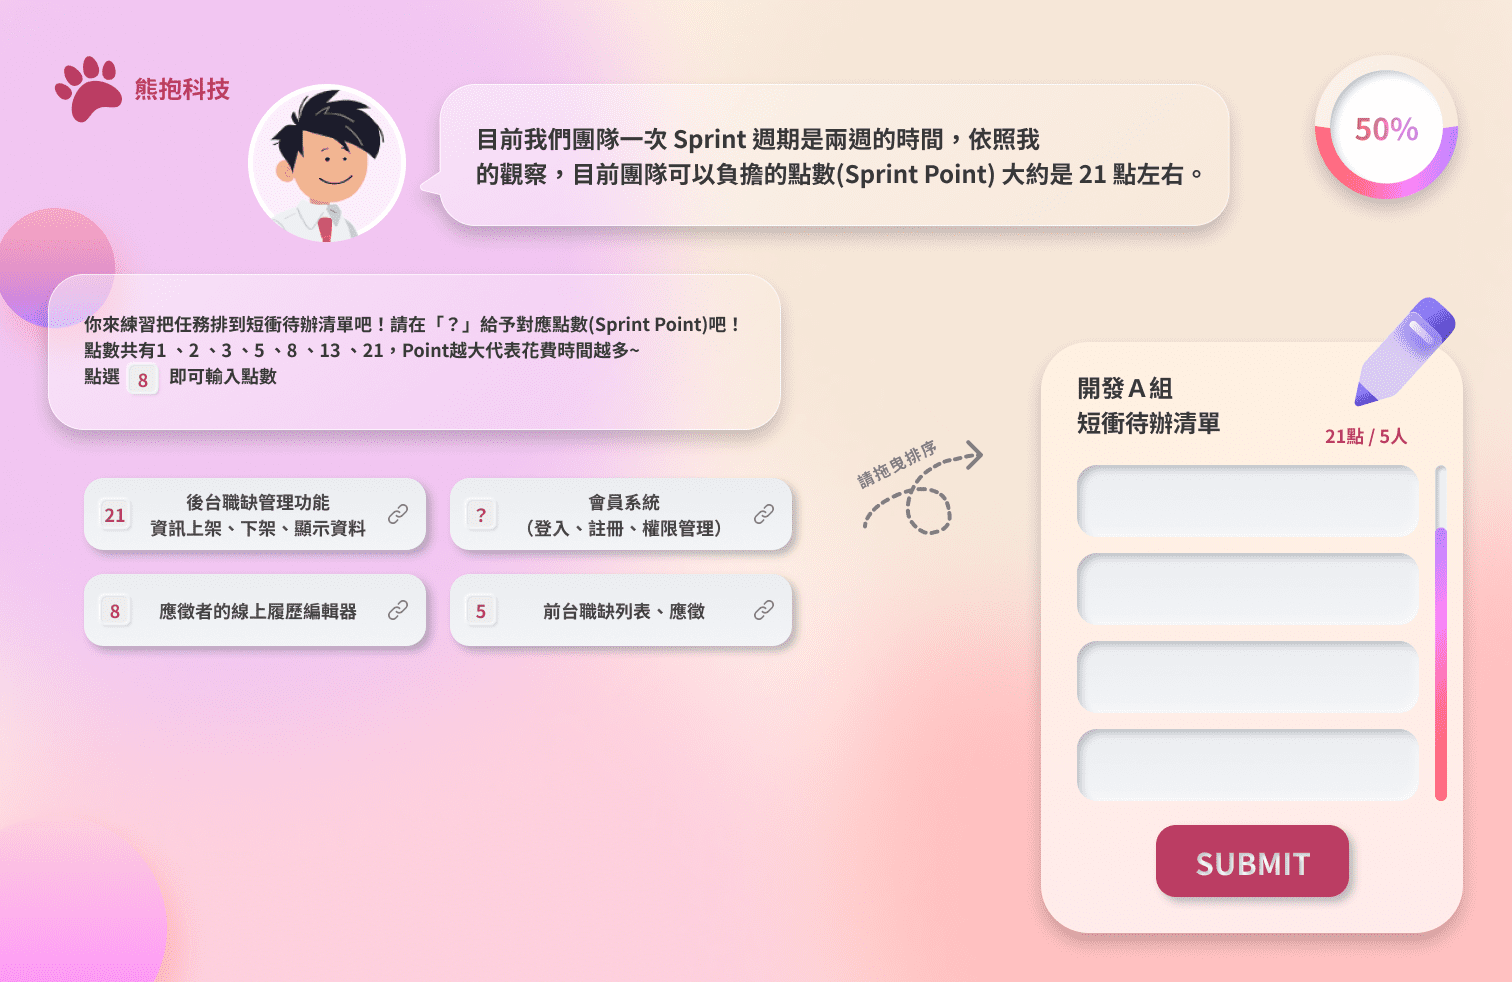 熊抱科技
目前我們團隊一次 Sprint 週期是兩週的時間，依照我
的觀察，目前團隊可以負擔的點數(Sprint Point) 大約是 21 點左右。
50%
你來練習把任務排到短衝待辦清單吧！請在「？」給予對應點數(Sprint Point)吧！
點數共有1 、2 、3 、5 、8 、13 、21，Point越大代表花費時間越多~
點選 8 即可輸入點數
21
後台職缺管理功能
資訊上架、下架、顯示資料
?
會員系統
（登入、註冊、權限管理）
8
應徵者的線上履歷編輯器
5
前台職缺列表、應徵
請拖曳排序
開發 A 組
短衝待辦清單
21點 / 5人
SUBMIT